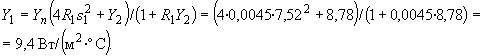 Y₁ = Yₙ(4R₁s₁² + Y₂)/(1 + R₁Y₂) = (4·0,0045·7,52² + 8,78)/(1 + 0,0045·8,78) =
= 9,4 Вт/(м²·°C)